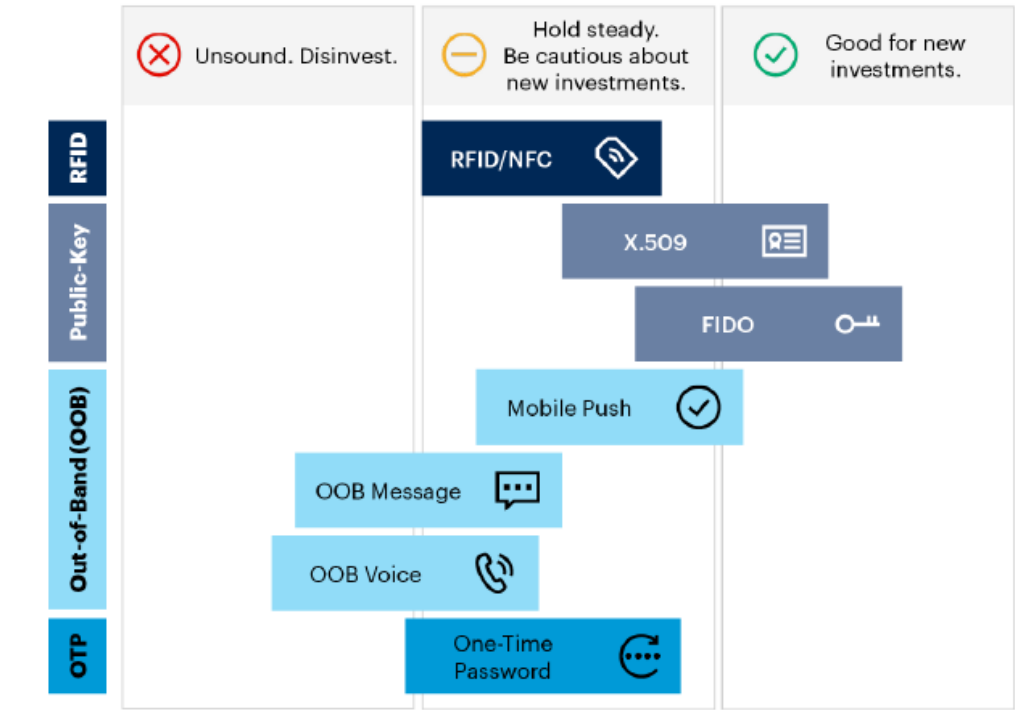 Unsound. Disinvest.
Hold steady.
Be cautious about
new investments.
Good for new
investments.
RFID
RFID/NFC
Public-Key
X.509
FIDO
Out-of-Band (OOB)
Mobile Push
OOB Message
OOB Voice
OTP
One-Time
Password